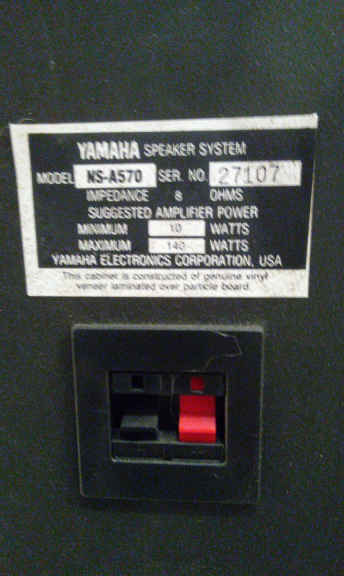 YAMAHA SPEAKER SYSTEM
MODEL NS-A570 SER. NO. 27107
IMPEDANCE 8 OHMS
SUGGESTED AMPLIFIER POWER
MINIMUM 10 WATTS
MAXIMUM 140 WATTS
YAMAHA ELECTRONICS CORPORATION, USA
This cabinet is constructed of genuine vinyl
veneer laminated over particle board.